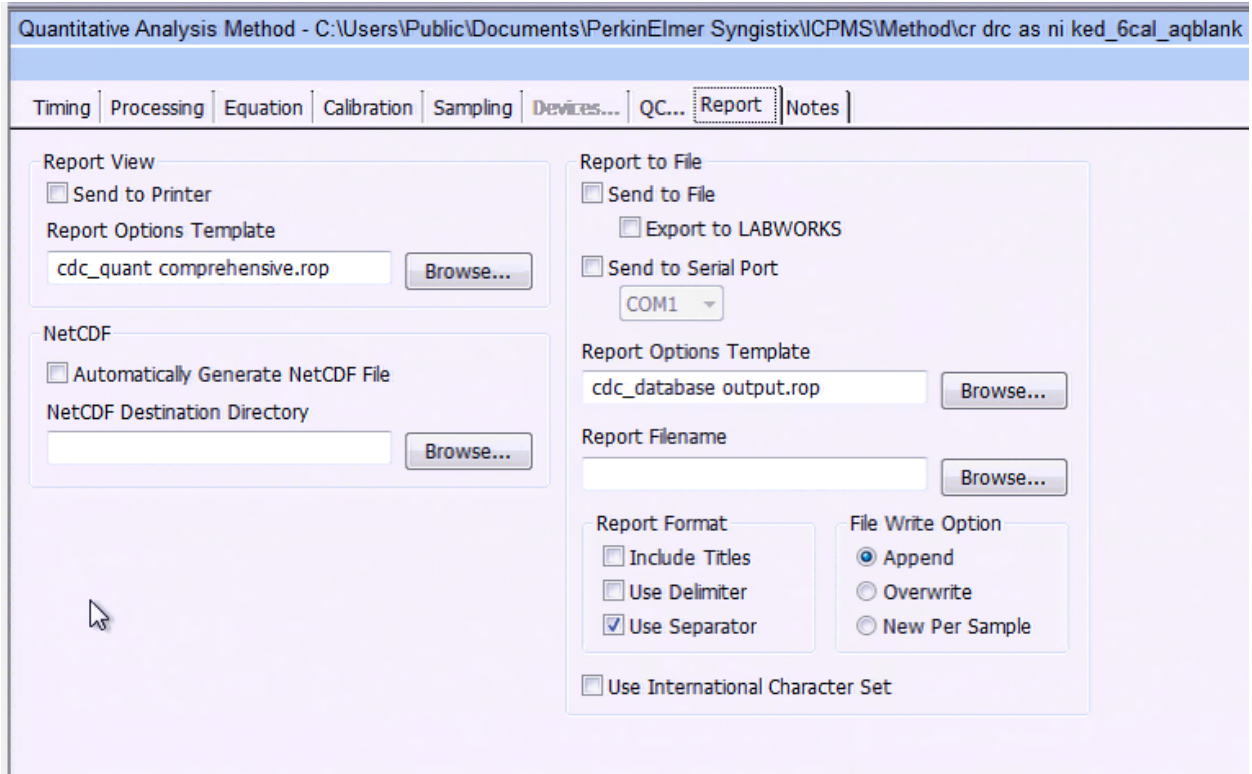 Quantitative Analysis Method - C:\Users\Public\Documents\PerkinElmer Syngistix\ICPMS\Method\cr drc as ni ked_6cal_aqblank
Timing Processing Equation Calibration Sampling Devices... QC... Report Notes
Report View
Send to Printer
Report Options Template
cdc_quant comprehensive.rop Browse...
NetCDF
Automatically Generate NetCDF File
NetCDF Destination Directory
Browse...
Report to File
Send to File
Export to LABWORKS
Send to Serial Port
COM1
Report Options Template
cdc_database output.rop Browse...
Report Filename
Browse...
Report Format
Include Titles
Use Delimiter
Use Separator
File Write Option
Append
Overwrite
New Per Sample
Use International Character Set